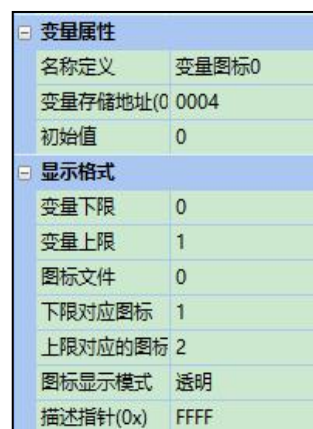 变量属性
名称定义 变量图标0
变量存储地址(0 0004
初始值 0
显示格式
变量下限 0
变量上限 1
图标文件 0
下限对应图标 1
上限对应的图标 2
图标显示模式 透明
描述指针(0x) FFFF